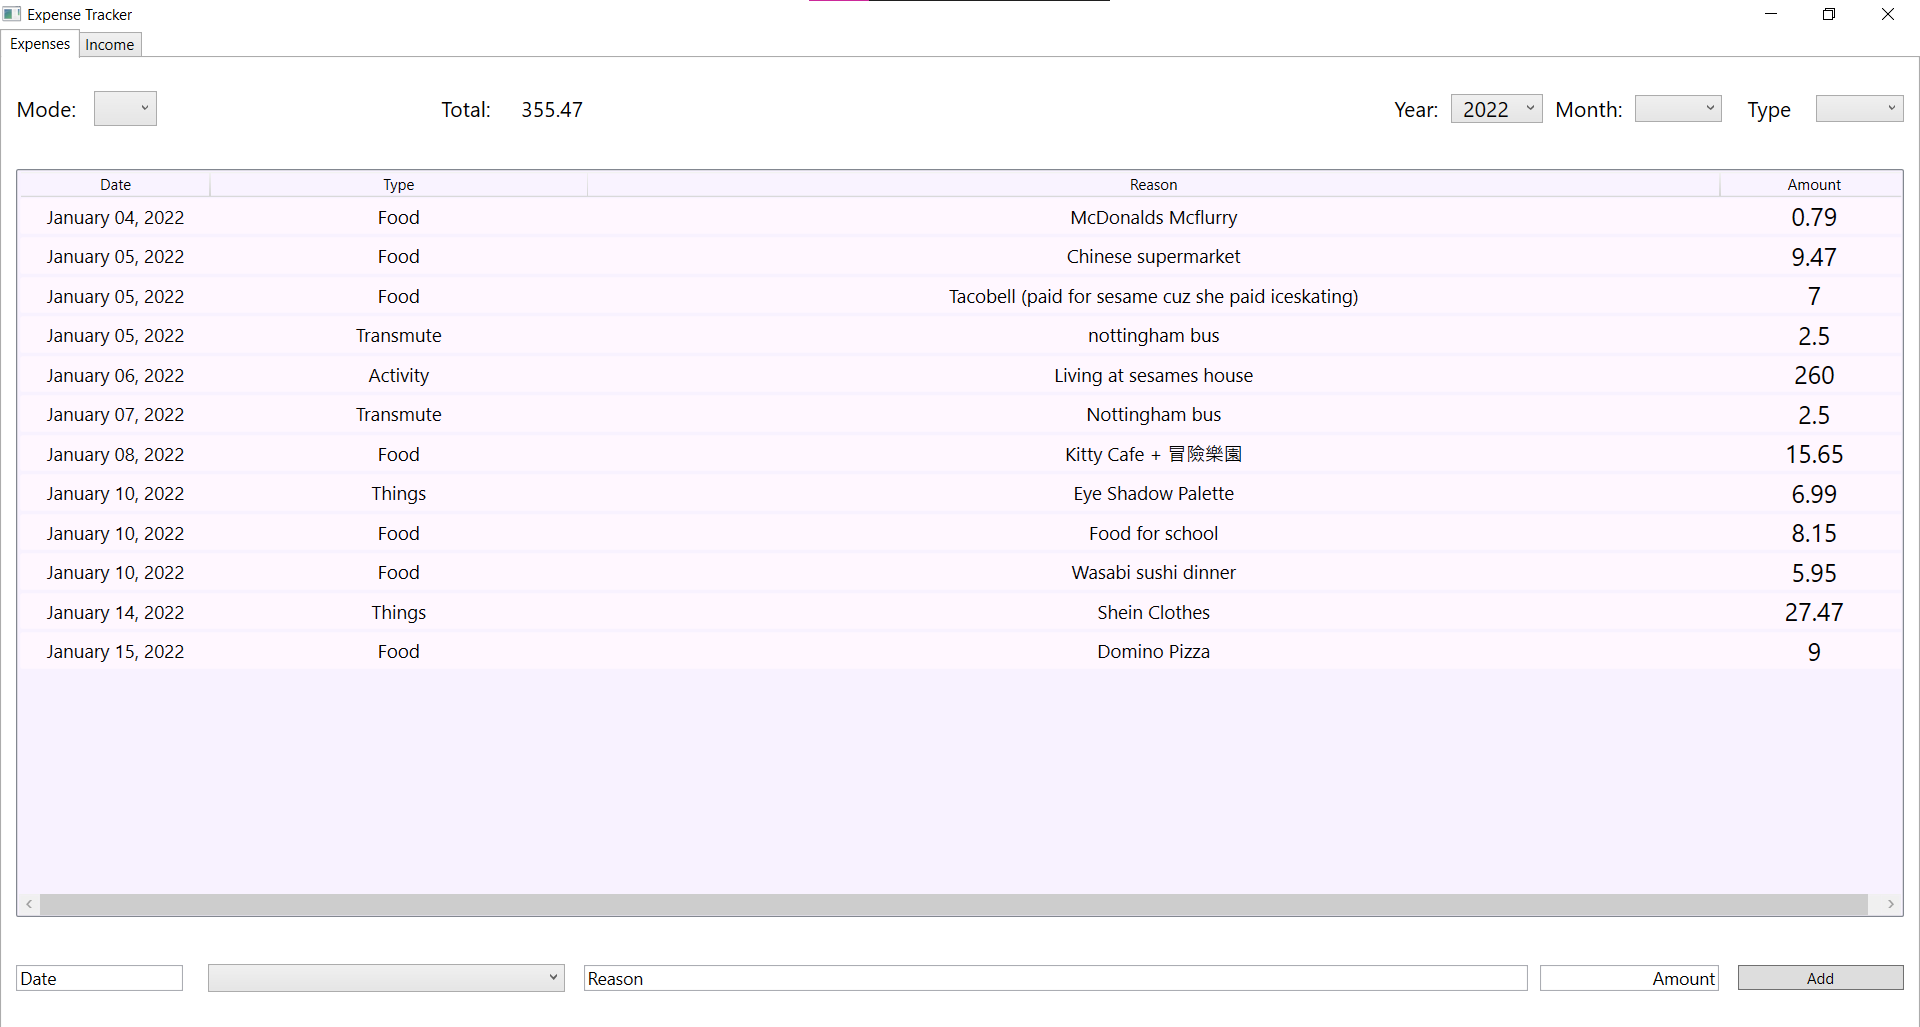 Expense Tracker
Expenses Income
Mode: Total: 355.47 Year: 2022 Month: Type
Date Type Reason Amount
January 04, 2022 Food McDonalds Mcflurry 0.79
January 05, 2022 Food Chinese supermarket 9.47
January 05, 2022 Food Tacobell (paid for sesame cuz she paid iceskating) 7
January 05, 2022 Transmute nottingham bus 2.5
January 06, 2022 Activity Living at sesames house 260
January 07, 2022 Transmute Nottingham bus 2.5
January 08, 2022 Food Kitty Cafe + 冒險樂園 15.65
January 10, 2022 Things Eye Shadow Palette 6.99
January 10, 2022 Food Food for school 8.15
January 10, 2022 Food Wasabi sushi dinner 5.95
January 14, 2022 Things Shein Clothes 27.47
January 15, 2022 Food Domino Pizza 9
Date Reason Amount Add